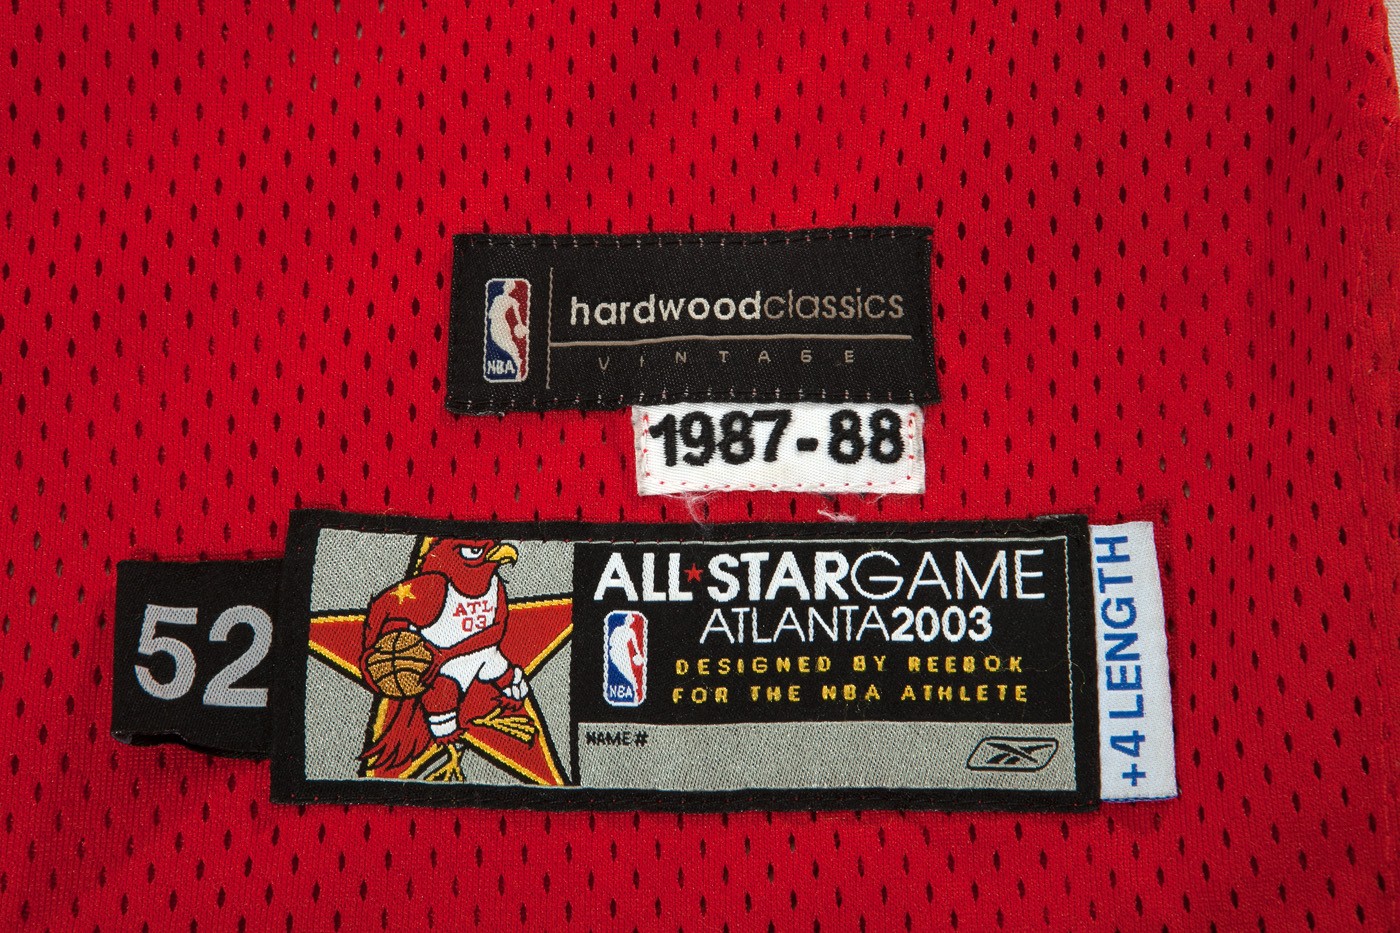 NBA
hardwoodclassics
VINTAGE
1987-88
52
ATL
03
ALL★STARGAME
ATLANTA2003
NBA
DESIGNED BY REEBOK
FOR THE NBA ATHLETE
NAME#
+4 LENGTH